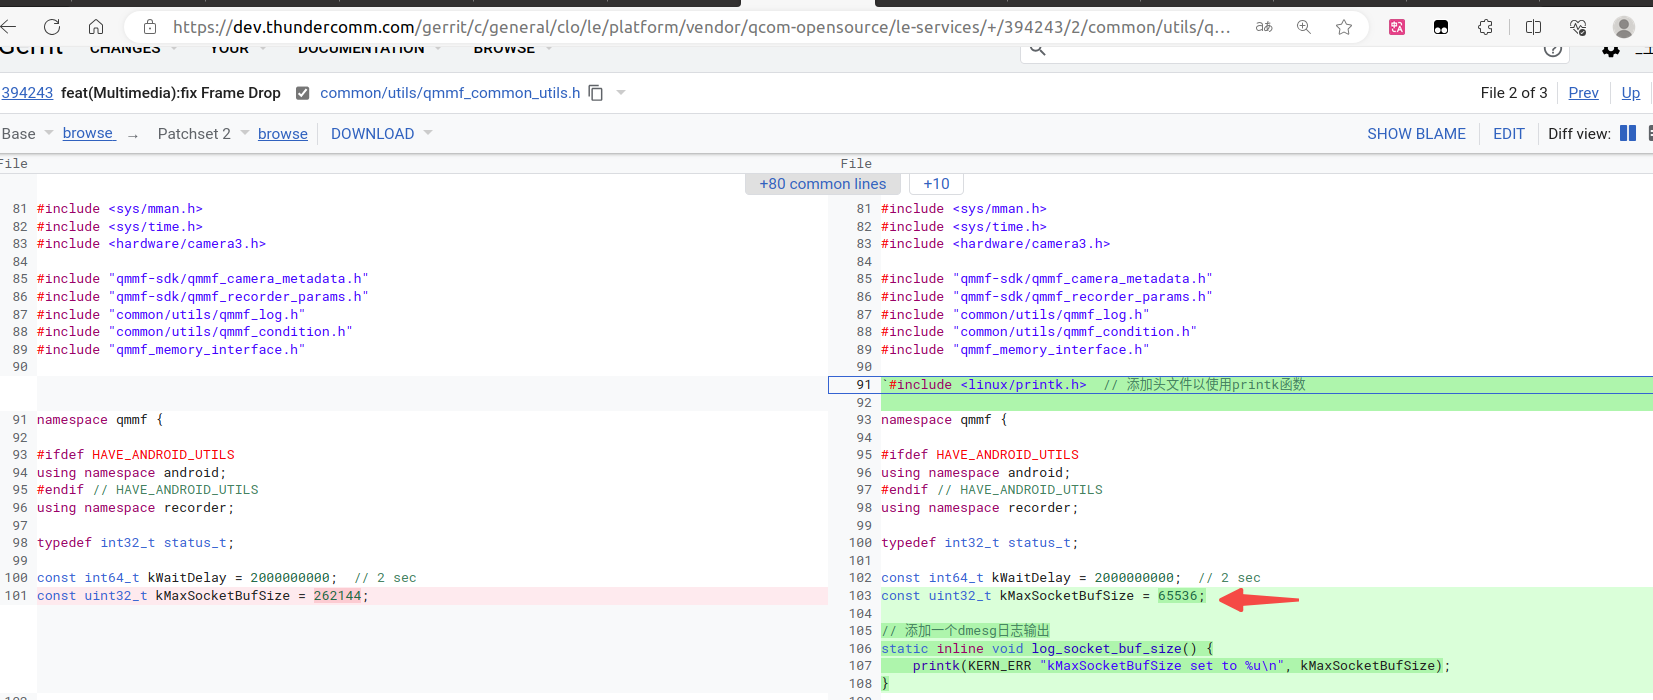 https://dev.thundercomm.com/gerrit/c/general/clo/le/platform/vendor/qcom-opensource/le-services/+/394243/2/common/utils/q...
Gerrit CHANGES YOUR DOCUMENTATION BROWSE
394243 feat(Multimedia):fix Frame Drop common/utils/qmmf_common_utils.h File 2 of 3 Prev Up
Base browse → Patchset 2 browse DOWNLOAD SHOW BLAME EDIT Diff view:
File File
+80 common lines +10
81 #include <sys/mman.h> 81 #include <sys/mman.h>
82 #include <sys/time.h> 82 #include <sys/time.h>
83 #include <hardware/camera3.h> 83 #include <hardware/camera3.h>
84 84
85 #include "qmmf-sdk/qmmf_camera_metadata.h" 85 #include "qmmf-sdk/qmmf_camera_metadata.h"
86 #include "qmmf-sdk/qmmf_recorder_params.h" 86 #include "qmmf-sdk/qmmf_recorder_params.h"
87 #include "common/utils/qmmf_log.h" 87 #include "common/utils/qmmf_log.h"
88 #include "common/utils/qmmf_condition.h" 88 #include "common/utils/qmmf_condition.h"
89 #include "qmmf_memory_interface.h" 89 #include "qmmf_memory_interface.h"
90 90
91 `#include <linux/printk.h> // 添加头文件以使用printk函数
92
91 namespace qmmf { 93 namespace qmmf {
92 94
93 #ifdef HAVE_ANDROID_UTILS 95 #ifdef HAVE_ANDROID_UTILS
94 using namespace android; 96 using namespace android;
95 #endif // HAVE_ANDROID_UTILS 97 #endif // HAVE_ANDROID_UTILS
96 using namespace recorder; 98 using namespace recorder;
97 99
98 typedef int32_t status_t; 100 typedef int32_t status_t;
99 101
100 const int64_t kWaitDelay = 2000000000; // 2 sec 102 const int64_t kWaitDelay = 2000000000; // 2 sec
101 const uint32_t kMaxSocketBufSize = 262144; 103 const uint32_t kMaxSocketBufSize = 65536;
104
105 // 添加一个dmesg日志输出
106 static inline void log_socket_buf_size() {
107 printk(KERN_ERR "kMaxSocketBufSize set to %u\n", kMaxSocketBufSize);
108 }